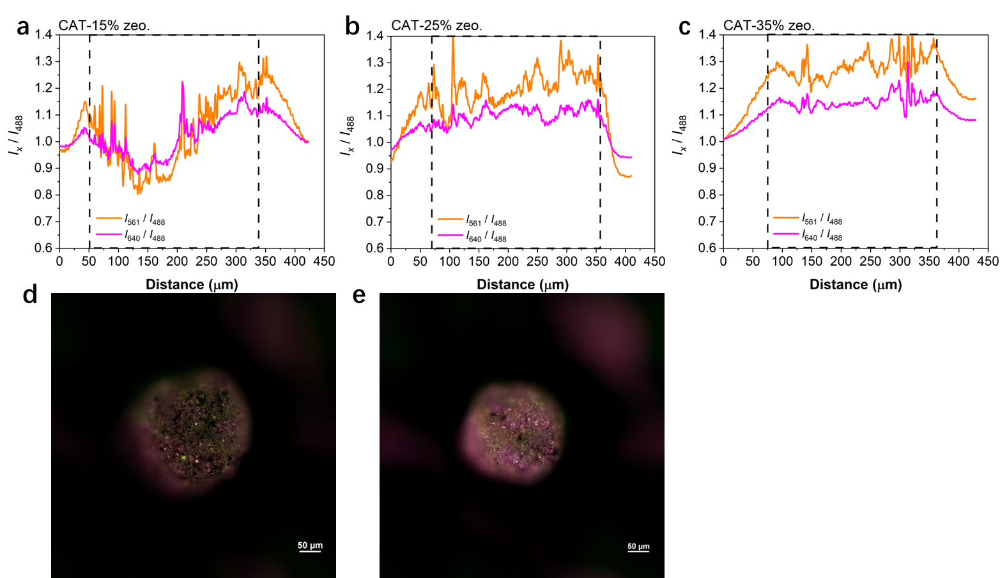 a CAT-15% zeo.
1.4
1.3
1.2
1.1
1.0
0.9
0.8
0.7
0.6
Ix / I488
I561 / I488
I640 / I488
0 50 100 150 200 250 300 350 400 450
Distance (μm)
b CAT-25% zeo.
1.4
1.3
1.2
1.1
1.0
0.9
0.8
0.7
0.6
Ix / I488
I561 / I488
I640 / I488
0 50 100 150 200 250 300 350 400 450
Distance (μm)
c CAT-35% zeo.
1.4
1.3
1.2
1.1
1.0
0.9
0.8
0.7
0.6
Ix / I488
I561 / I488
I640 / I488
0 50 100 150 200 250 300 350 400 450
Distance (μm)
d
50 μm
e
50 μm